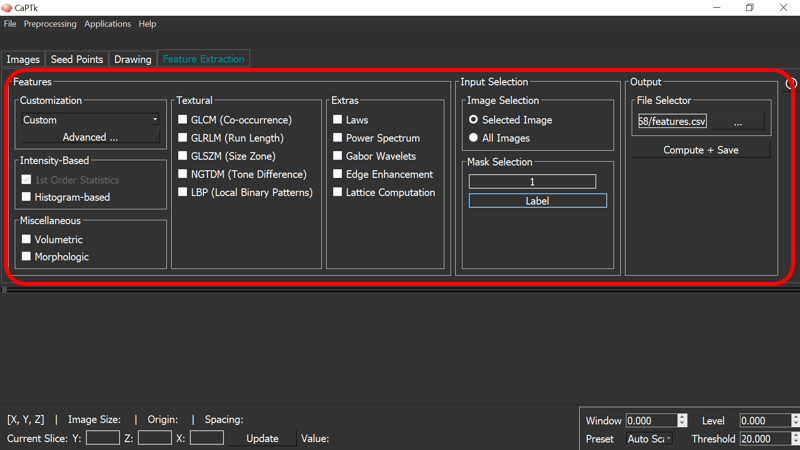 CaPTk
File Preprocessing Applications Help
Images Seed Points Drawing Feature Extraction
Features
Customization
Custom
Advanced ...
Intensity-Based
1st Order Statistics
Histogram-based
Miscellaneous
Volumetric
Morphologic
Textural
GLCM (Co-occurrence)
GLRLM (Run Length)
GLSZM (Size Zone)
NGTDM (Tone Difference)
LBP (Local Binary Patterns)
Extras
Laws
Power Spectrum
Gabor Wavelets
Edge Enhancement
Lattice Computation
Input Selection
Image Selection
Selected Image
All Images
Mask Selection
1
Label
Output
File Selector
58/features.csv ...
Compute + Save
[X, Y, Z] | Image Size: | Origin: | Spacing:
Current Slice: Y: Z: X: Update Value:
Window 0.000 Level 0.000
Preset Auto Sca Threshold 20.000